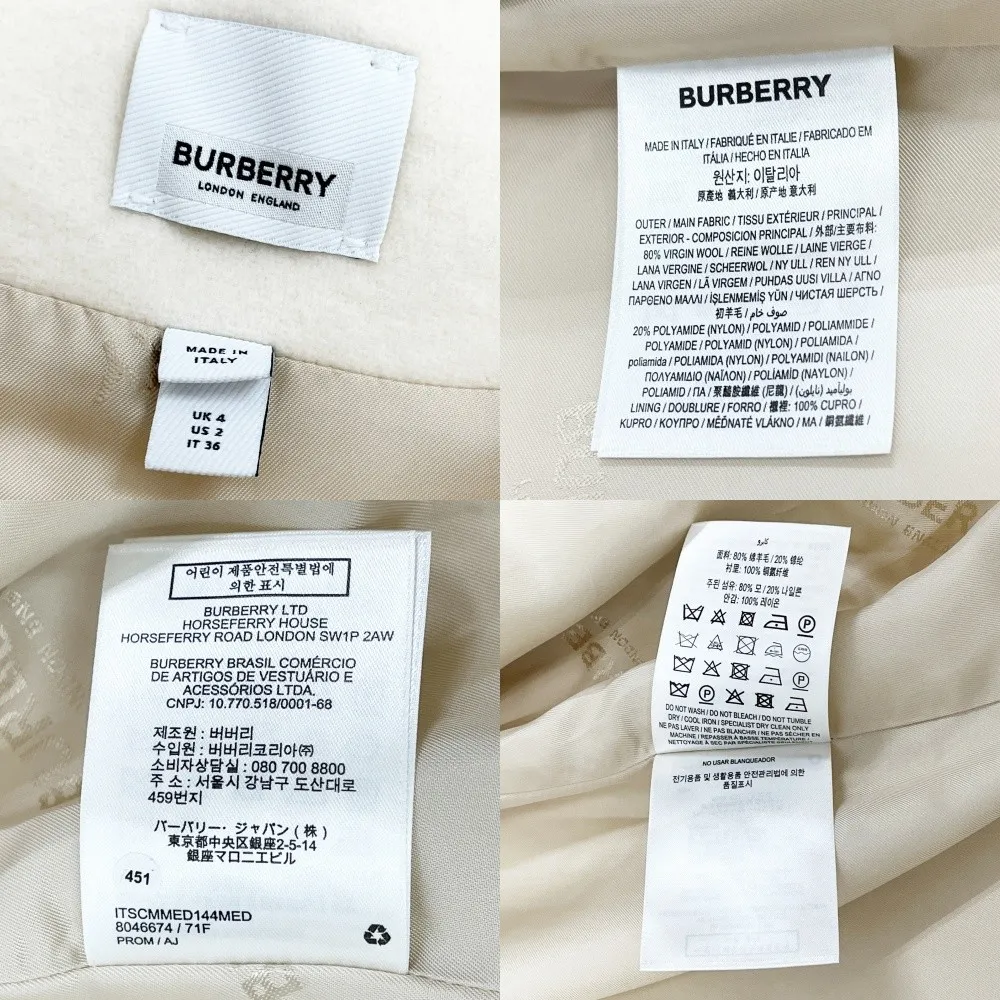 BURBERRY
LONDON ENGLAND
MADE IN
ITALY
UK 4
US 2
IT 36
BURBERRY
MADE IN ITALY / FABRIQUÉ EN ITALIE / FABRICADO EM
ITÁLIA / HECHO EN ITALIA
원산지: 이탈리아
原產地 義大利 / 原产地 意大利
OUTER / MAIN FABRIC / TISSU EXTÉRIEUR / PRINCIPAL /
EXTERIOR - COMPOSICION PRINCIPAL / 外部/主要布料:
80% VIRGIN WOOL / REINE WOLLE / LAINE VIERGE /
LANA VERGINE / SCHEERWOL / NY ULL / REN NY ULL /
LANA VIRGEN / LÃ VIRGEM / PUHDAS UUSI VILLA / ΑΓΝΟ
ΠΑΡΘΕΝΟ ΜΑΛΛΙ / İŞLENMEMİŞ YÜN / ЧИСТАЯ ШЕРСТЬ /
初羊毛 / صوف خام /
20% POLYAMIDE (NYLON) / POLYAMID / POLIAMMIDE /
POLYAMIDE / POLYAMID (NYLON) / POLIAMIDA /
poliamida / POLIAMIDA (NYLON) / POLYAMIDI (NAILON) /
ΠΟΛΥΑΜΙΔΙΟ (ΝΑΪΛΟΝ) / POLÍAMÍÐ (NYLON) /
POLIAMID / ПА / 聚醯胺纖維 (尼龍) / بوليأميد (نايلون) /
LINING / DOUBLURE / FORRO / 襯裡: 100% CUPRO /
KUPRO / ΚΟΥΠΡΟ / MĚĎNATÉ VLÁKNO / MA / 銅氨纖維 /
어린이 제품안전특별법에
의한 표시
BURBERRY LTD
HORSEFERRY HOUSE
HORSEFERRY ROAD LONDON SW1P 2AW
BURBERRY BRASIL COMÉRCIO
DE ARTIGOS DE VESTUÁRIO E
ACESSÓRIOS LTDA.
CNPJ: 10.770.518/0001-68
제조원 : 버버리
수입원 : 버버리코리아㈜
소비자상담실 : 080 700 8800
주 소 : 서울시 강남구 도산대로
459번지
バーバリー・ジャパン(株)
東京都中央区銀座2-5-14
銀座マロニエビル
451
ITSCMMED144MED
8046674 / 71F
PROM / AJ
كابرو
面料: 80% 绵羊毛 / 20% 锦纶
衬里: 100% 铜氨纤维
주된 섬유: 80% 모 / 20% 나일론
안감: 100% 레이온
DO NOT WASH / DO NOT BLEACH / DO NOT TUMBLE
DRY / COOL IRON / SPECIALIST DRY CLEAN ONLY
NE PAS LAVER / NE PAS BLANCHIR / NE PAS SÉCHER EN
MACHINE / REPASSER À BASSE TEMPÉRATURE /
NETTOYAGE À SEC PAR SPÉCIALISTE UNIQUEMENT
NO USAR BLANQUEADOR
전기용품 및 생활용품 안전관리법에 의한
품질표시